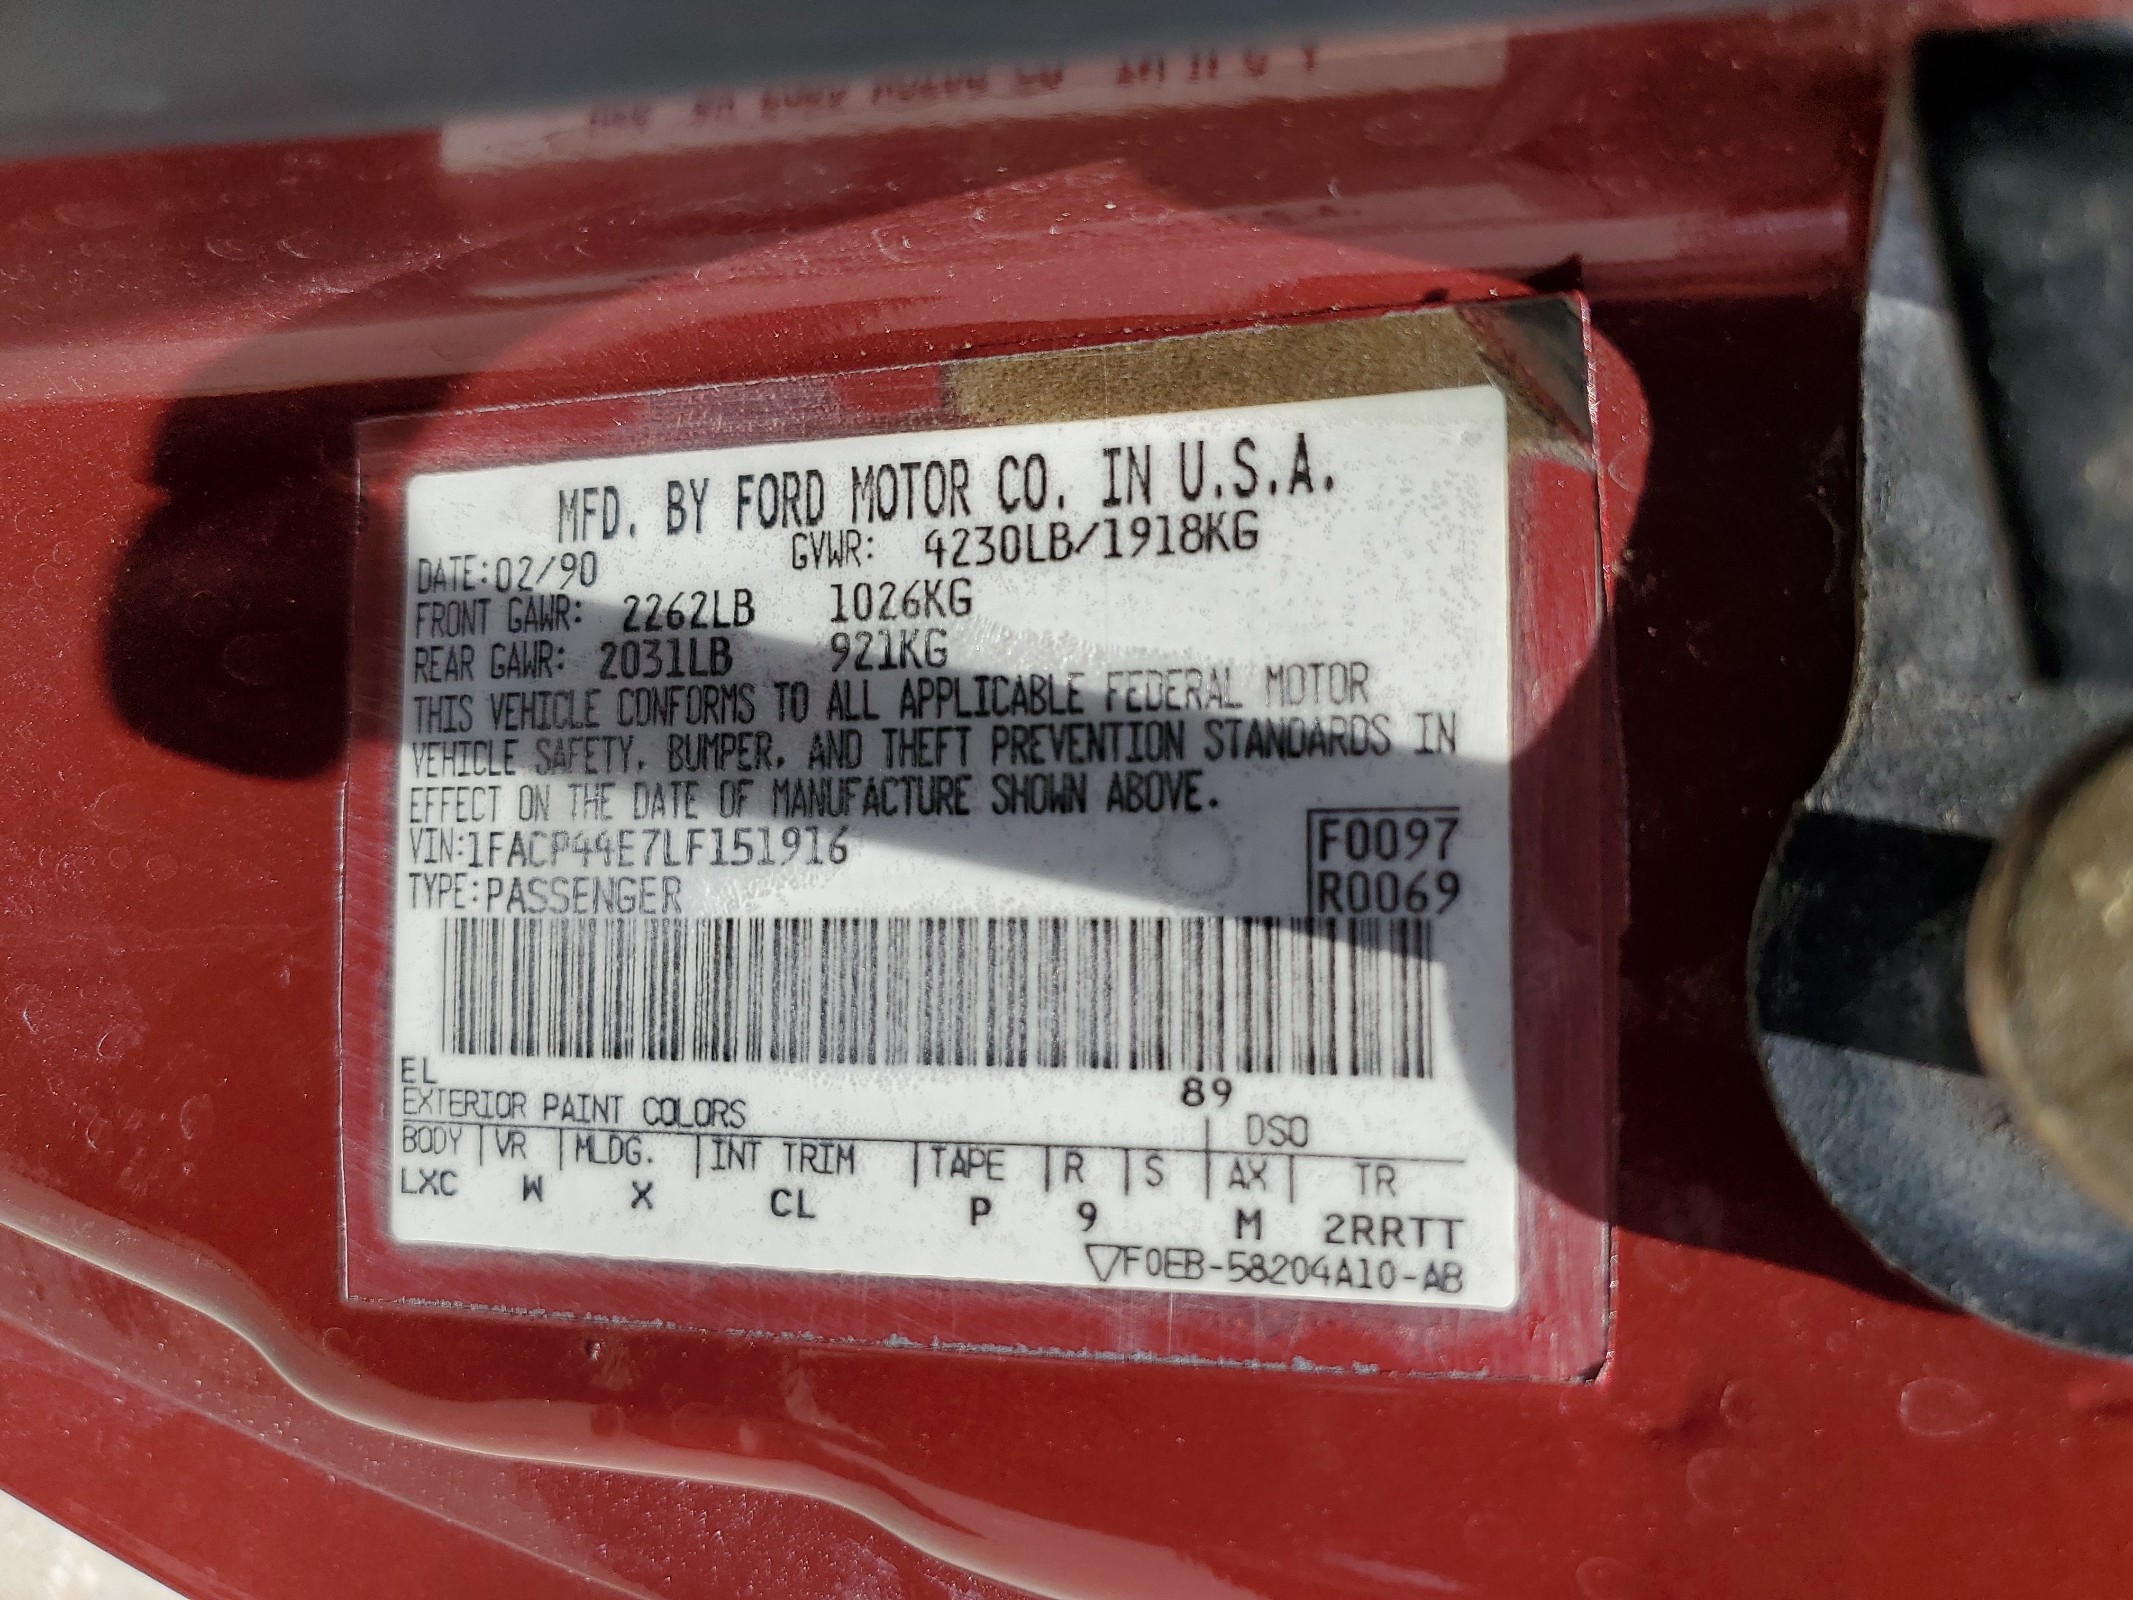 MFD. BY FORD MOTOR CO. IN U.S.A.
DATE: 02/90 GVWR: 4230LB/1918KG
FRONT GAWR: 2262LB 1026KG
REAR GAWR: 2031LB 921KG
THIS VEHICLE CONFORMS TO ALL APPLICABLE FEDERAL MOTOR
VEHICLE SAFETY, BUMPER, AND THEFT PREVENTION STANDARDS IN
EFFECT ON THE DATE OF MANUFACTURE SHOWN ABOVE.
VIN: 1FACP44E7LF151916 F0097
TYPE: PASSENGER R0069
EL 89
EXTERIOR PAINT COLORS DSO
BODY VR MLDG. INT TRIM TAPE R S AX TR
LXC W X CL P 9 M 2RRTT
▽F0EB-58204A10-AB